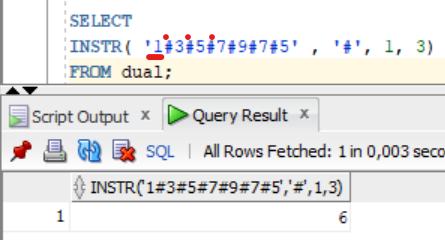 SELECT
INSTR( '1#3#5#7#9#7#5' , '#', 1, 3)
FROM dual;
Script Output x Query Result x
SQL | All Rows Fetched: 1 in 0,003 seco
INSTR('1#3#5#7#9#7#5','#',1,3)
1 6